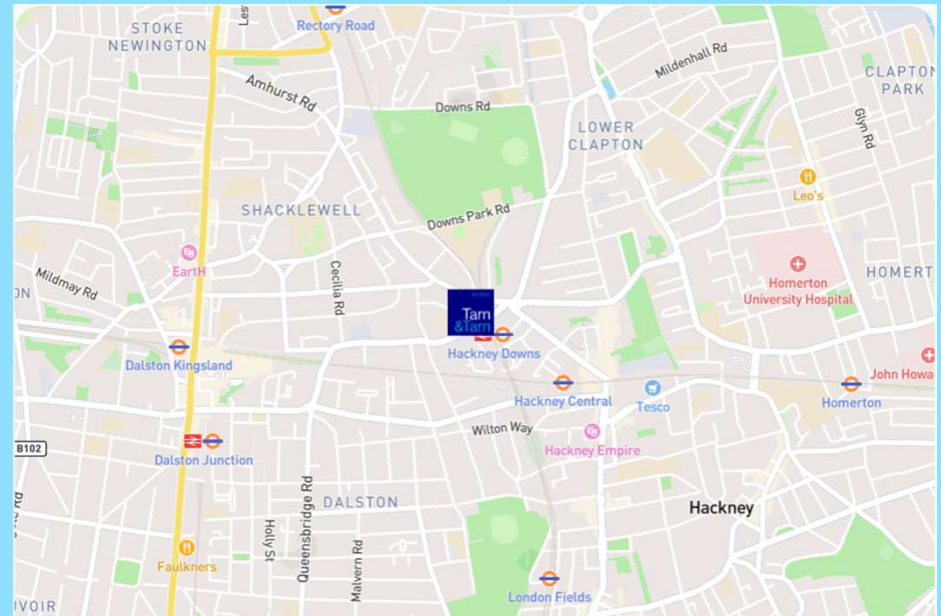 STOKE
NEWINGTON
Rectory Road
Mildenhall Rd
CLAPTON
PARK
Amhurst Rd
Downs Rd
Glyn Rd
LOWER
CLAPTON
Leo's
SHACKLEWELL
Downs Park Rd
EartH
Mildmay Rd
Cecilia Rd
Homerton
University Hospital
HOMERT
ON
Tarn
&Tarn
Hackney Downs
Dalston Kingsland
John Howa
Hackney Central
Tesco
Homerton
Wilton Way
Hackney Empire
B102
Dalston Junction
Queensbridge Rd
DALSTON
Hackney
Holly St
Malvern Rd
Faulkners
London Fields
UVOIR